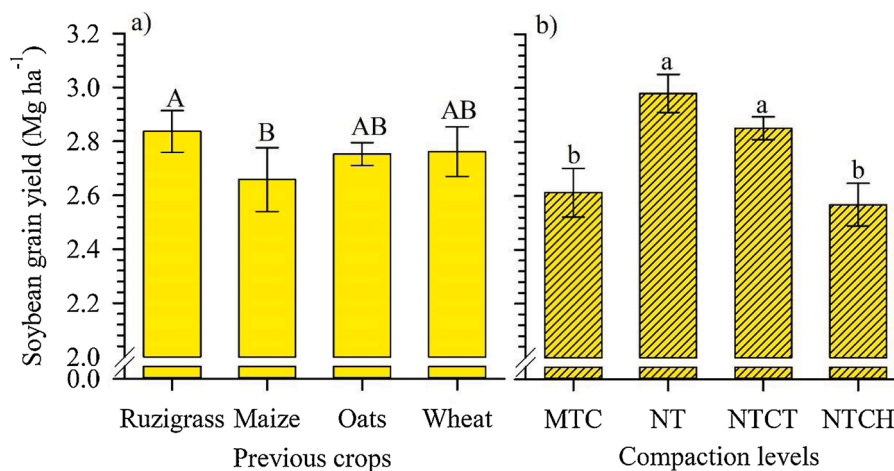 Soybean grain yield (Mg ha⁻¹)
3.2
3.0
2.8
2.6
2.4
2.2
2.0
0.0
a)
A
B
AB
AB
Ruzigrass Maize Oats Wheat
Previous crops
b)
b
a
a
b
MTC NT NTCT NTCH
Compaction levels